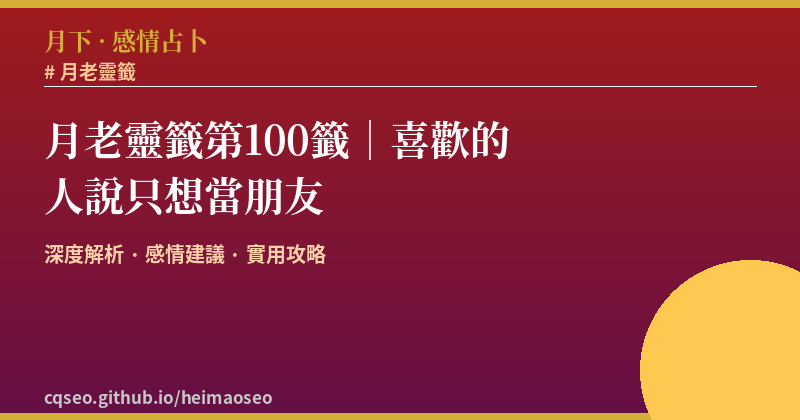 月下·感情占卜
# 月老靈籤
月老靈籤第100籤｜喜歡的
人說只想當朋友
深度解析·感情建議·實用攻略
cqseo.github.io/heimaoseo